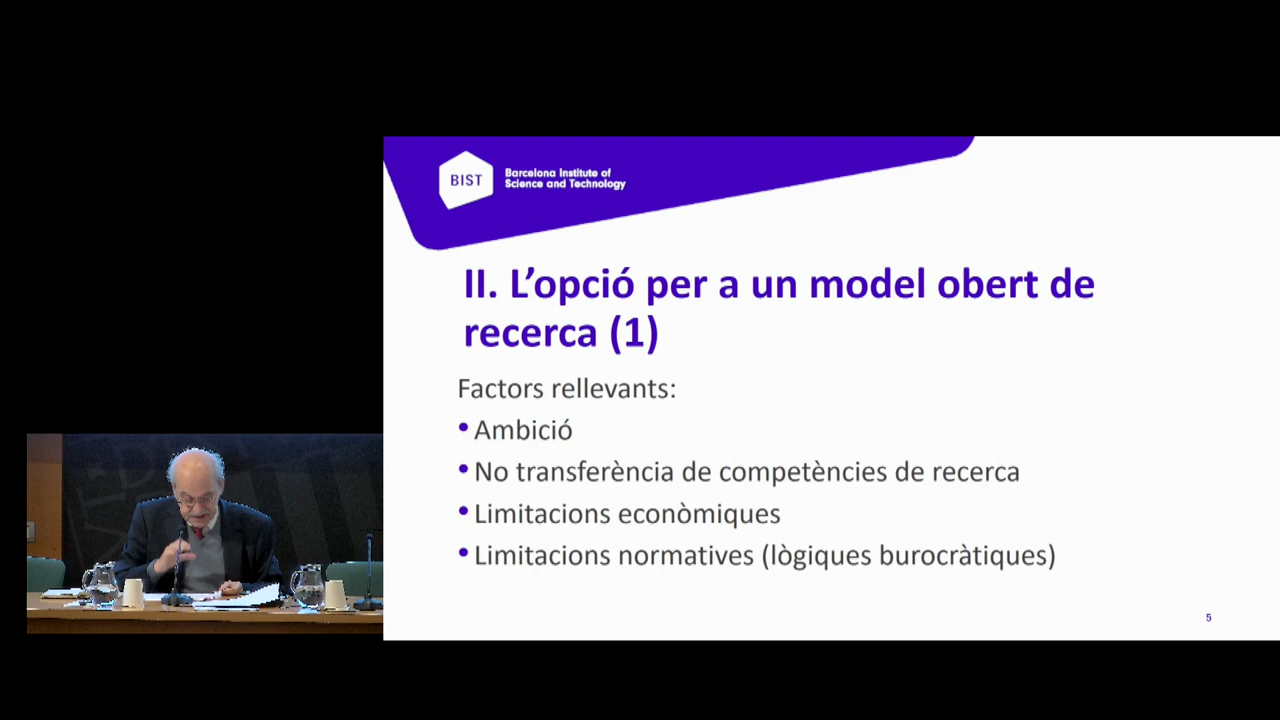 BIST
Barcelona Institute of
Science and Technology
II. L’opció per a un model obert de
recerca (1)
Factors rellevants:
• Ambició
• No transferència de competències de recerca
• Limitacions econòmiques
• Limitacions normatives (lògiques burocràtiques)
5